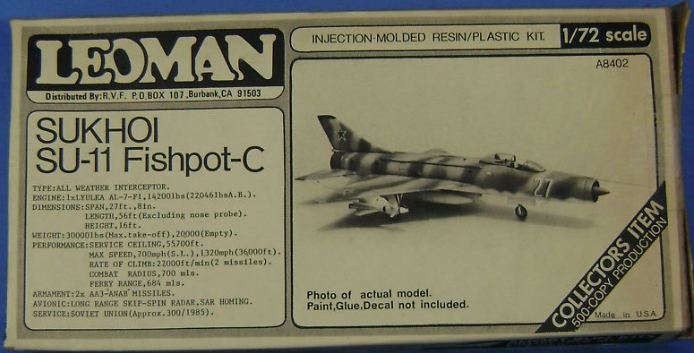 LEOMAN
Distributed By:R.V.F. P.O.BOX 107,Burbank,CA 91503
INJECTION-MOLDED RESIN/PLASTIC KIT. 1/72 scale
A8402
SUKHOI
SU-11 Fishpot-C
TYPE:ALL WEATHER INTERCEPTOR.
ENGINE:1xLYULEA AL-7-F1,14200lbs(22046lbsA.B.).
DIMENSIONS:SPAN,27ft.,8in.
LENGTH,56ft(Excluding nose probe).
HEIGHT,16ft.
WEIGHT:30000lbs(Max.take-off),20000(Empty).
PERFORMANCE:SERVICE CEILING,55700ft.
MAX SPEED,700mph(S.L.),1320mph(36000ft).
RATE OF CLIMB:27000ft/min(2 missiles).
COMBAT RADIUS,700 mls.
FERRY RANGE,684 mls.
ARMAMENT:2x AA3-"ANAB" MISSILES.
AVIONIC:LONG RANGE SKIP-SPIN RADAR,SAR HOMING.
SERVICE:SOVIET UNION(Approx.300/1985).
21
Photo of actual model.
Paint,Glue,Decal not included.
COLLECTORS ITEM
500 COPY PRODUCTION
Made in U.S.A